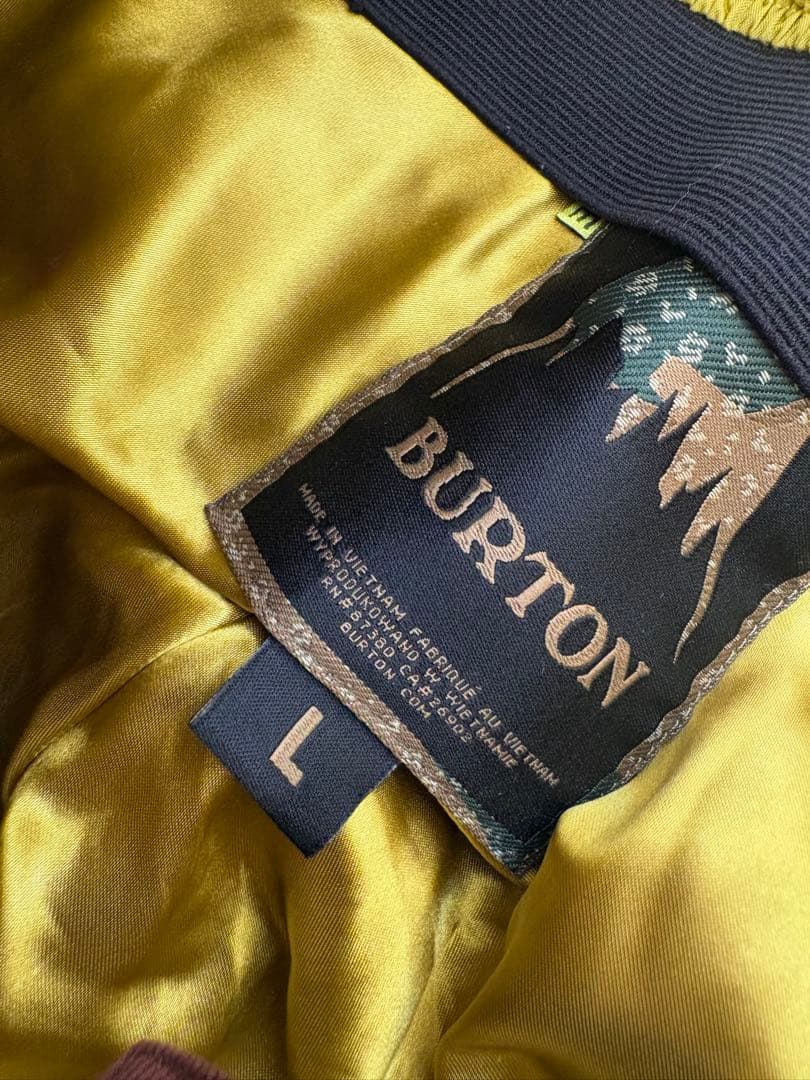 BURTON
MADE IN VIETNAM FABRIQUÉ AU VIETNAM
WYPRODUKOWANO W WIETNAMIE
RN#87380 CA#26902
BURTON COM
L